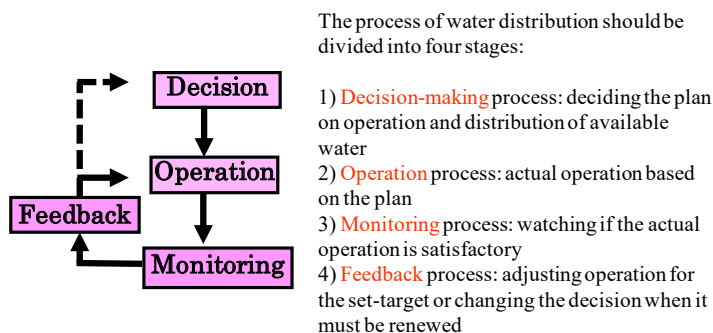 Decision
Operation
Feedback
Monitoring
The process of water distribution should be
divided into four stages:
1) Decision-making process: deciding the plan
on operation and distribution of available
water
2) Operation process: actual operation based
on the plan
3) Monitoring process: watching if the actual
operation is satisfactory
4) Feedback process: adjusting operation for
the set-target or changing the decision when it
must be renewed